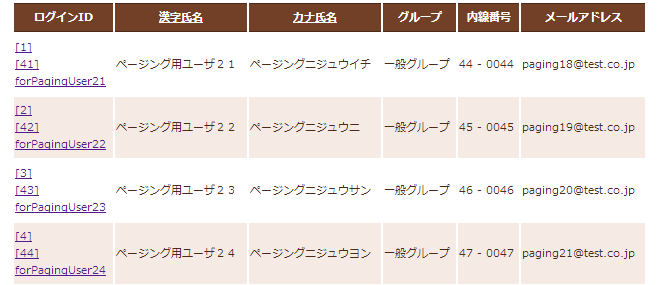 ログインID 漢字氏名 カナ氏名 グループ 内線番号 メールアドレス
[1]
[41] ページング用ユーザ２１ ページングニジュウイチ 一般グループ 44 - 0044 paging18@test.co.jp
forPagingUser21
[2]
[42] ページング用ユーザ２２ ページングニジュウニ 一般グループ 45 - 0045 paging19@test.co.jp
forPagingUser22
[3]
[43] ページング用ユーザ２３ ページングニジュウサン 一般グループ 46 - 0046 paging20@test.co.jp
forPagingUser23
[4]
[44] ページング用ユーザ２４ ページングニジュウヨン 一般グループ 47 - 0047 paging21@test.co.jp
forPagingUser24